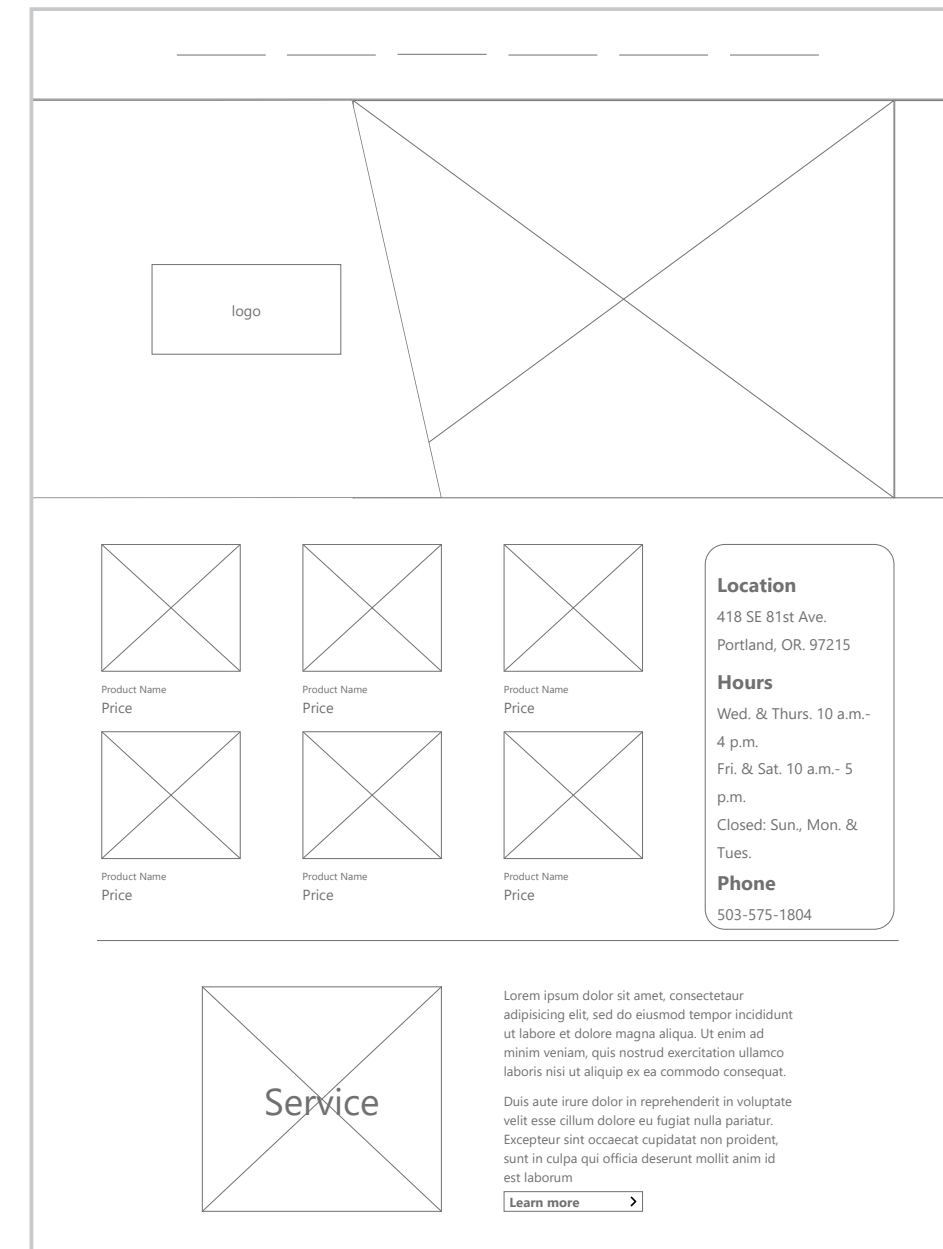 logo
Product Name
Price
Product Name
Price
Product Name
Price
Product Name
Price
Product Name
Price
Product Name
Price
Location
418 SE 81st Ave.
Portland, OR. 97215
Hours
Wed. & Thurs. 10 a.m.-
4 p.m.
Fri. & Sat. 10 a.m.- 5
p.m.
Closed: Sun., Mon. &
Tues.
Phone
503-575-1804
Service
Lorem ipsum dolor sit amet, consectetaur
adipisicing elit, sed do eiusmod tempor incididunt
ut labore et dolore magna aliqua. Ut enim ad
minim veniam, quis nostrud exercitation ullamco
laboris nisi ut aliquip ex ea commodo consequat.
Duis aute irure dolor in reprehenderit in voluptate
velit esse cillum dolore eu fugiat nulla pariatur.
Excepteur sint occaecat cupidatat non proident,
sunt in culpa qui officia deserunt mollit anim id
est laborum
Learn more